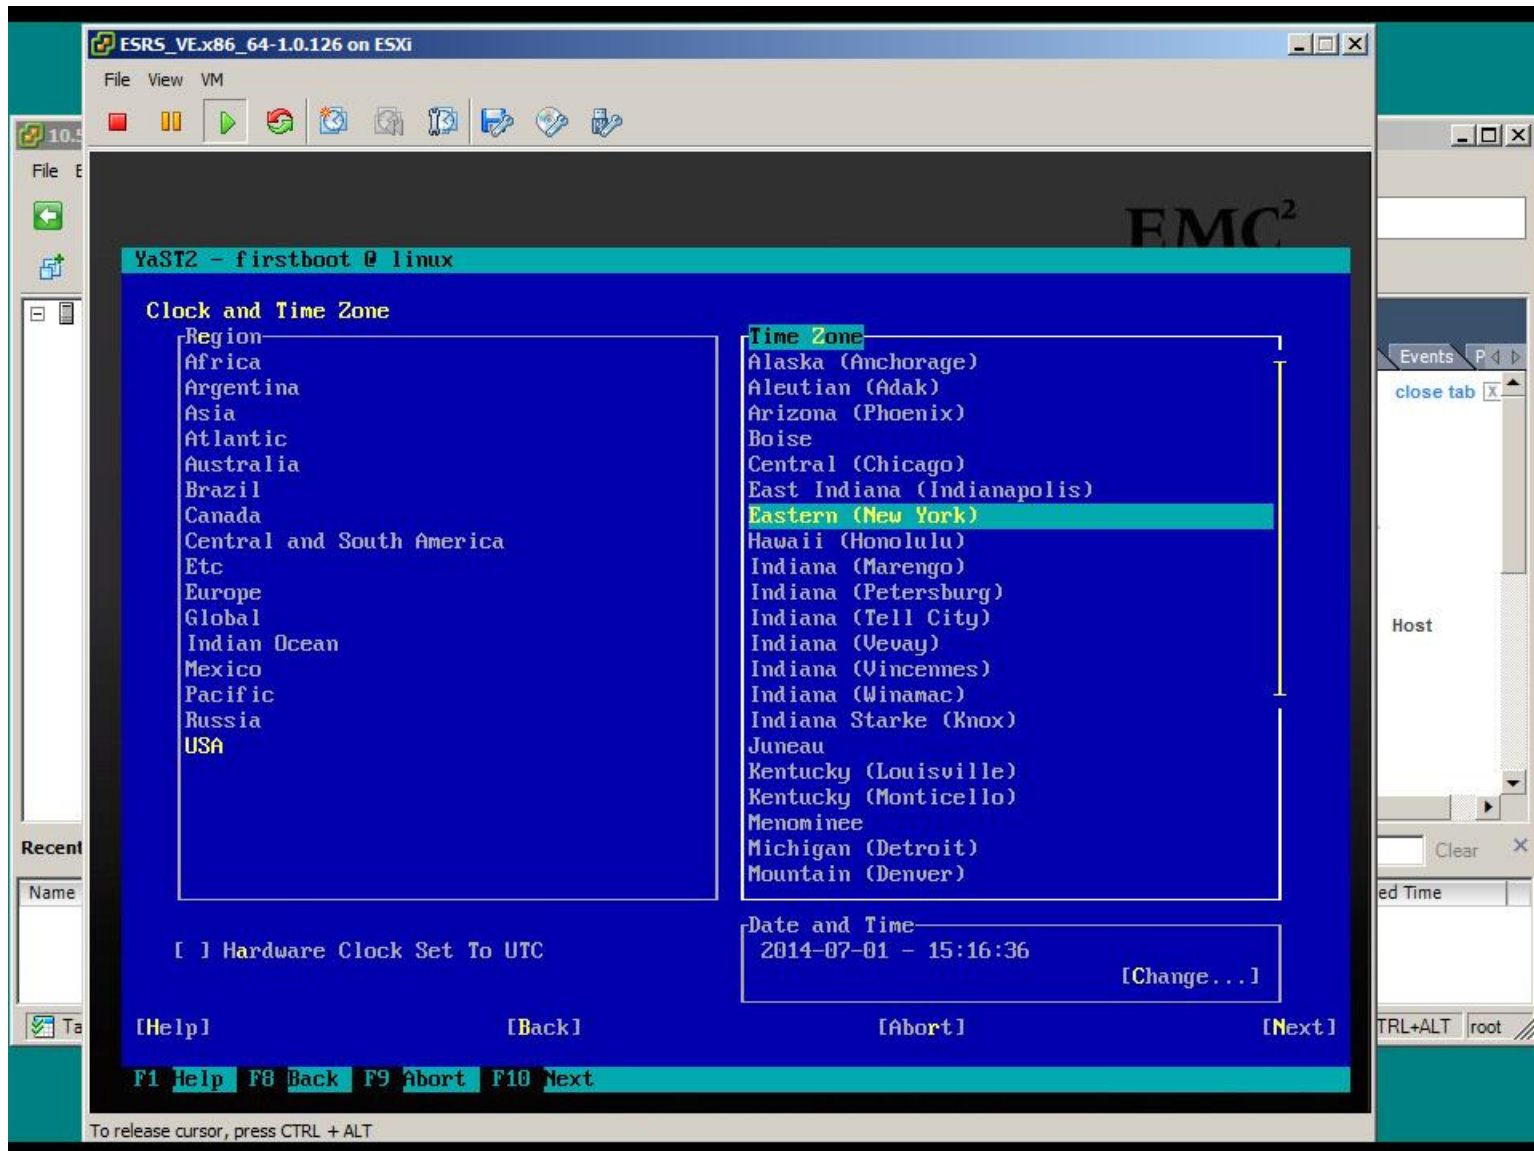 ESRS_VE.x86_64-1.0.126 on ESXi
File View VM
10.5
File E
EMC²
YaST2 - firstboot @ linux
Clock and Time Zone
Region
Africa
Argentina
Asia
Atlantic
Australia
Brazil
Canada
Central and South America
Etc
Europe
Global
Indian Ocean
Mexico
Pacific
Russia
USA
Time Zone
Alaska (Anchorage)
Aleutian (Adak)
Arizona (Phoenix)
Boise
Central (Chicago)
East Indiana (Indianapolis)
Eastern (New York)
Hawaii (Honolulu)
Indiana (Marengo)
Indiana (Petersburg)
Indiana (Tell City)
Indiana (Vevay)
Indiana (Vincennes)
Indiana (Winamac)
Indiana Starke (Knox)
Juneau
Kentucky (Louisville)
Kentucky (Monticello)
Menominee
Michigan (Detroit)
Mountain (Denver)
[ ] Hardware Clock Set To UTC
Date and Time
2014-07-01 - 15:16:36
[Change...]
[Help] [Back] [Abort] [Next]
F1 Help F8 Back F9 Abort F10 Next
To release cursor, press CTRL + ALT
Events P
close tab X
Host
Recent
Clear
Name
ed Time
Ta
TRL+ALT root